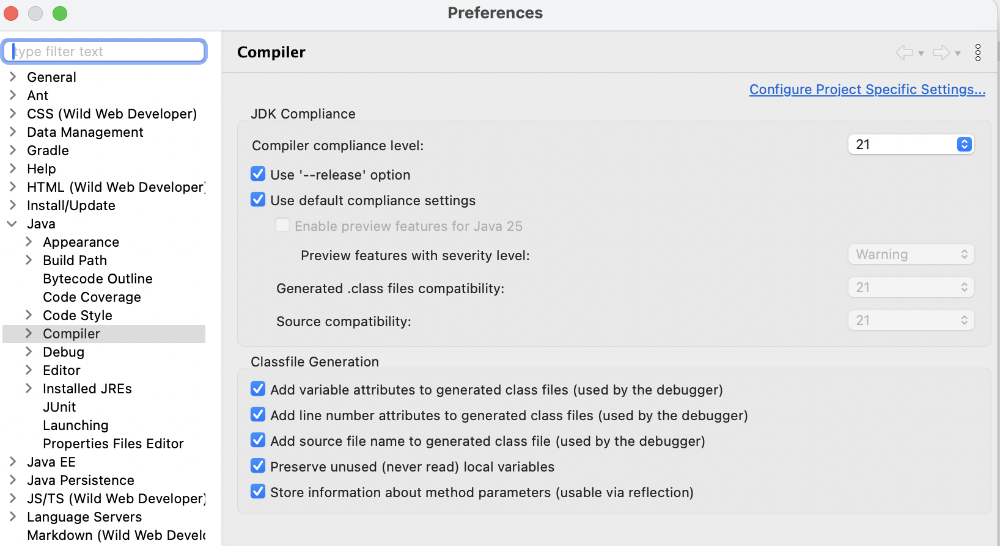 Preferences
type filter text
General
Ant
CSS (Wild Web Developer)
Data Management
Gradle
Help
HTML (Wild Web Developer)
Install/Update
Java
Appearance
Build Path
Bytecode Outline
Code Coverage
Code Style
Compiler
Debug
Editor
Installed JREs
JUnit
Launching
Properties Files Editor
Java EE
Java Persistence
JS/TS (Wild Web Developer)
Language Servers
Markdown (Wild Web Develo
Compiler
Configure Project Specific Settings...
JDK Compliance
Compiler compliance level: 21
Use '--release' option
Use default compliance settings
Enable preview features for Java 25
Preview features with severity level: Warning
Generated .class files compatibility: 21
Source compatibility: 21
Classfile Generation
Add variable attributes to generated class files (used by the debugger)
Add line number attributes to generated class files (used by the debugger)
Add source file name to generated class file (used by the debugger)
Preserve unused (never read) local variables
Store information about method parameters (usable via reflection)